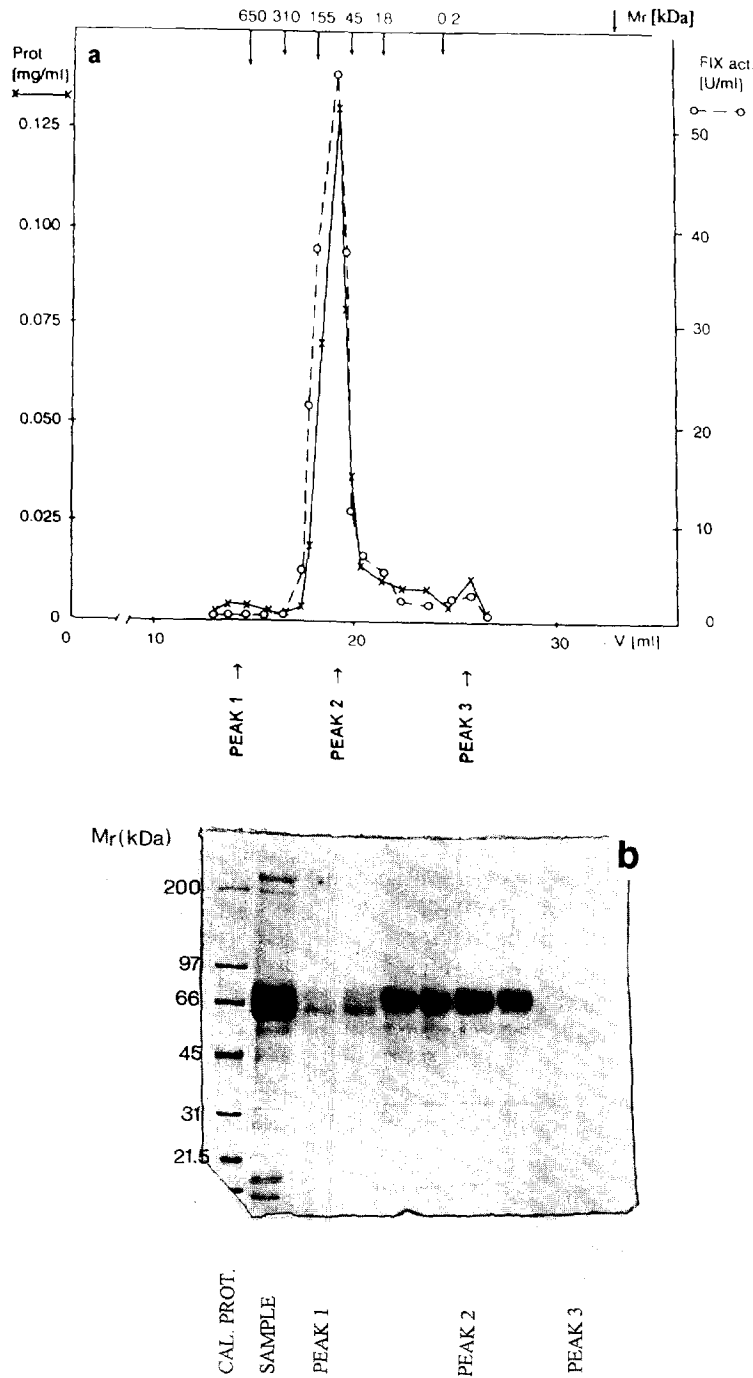 650 310 155 45 18 0 2 Mr [kDa]
a
Prot
[mg/ml]
FIX act.
[U/ml]
0.125
0.100
0.075
0.050
0.025
0
50
40
30
20
10
0
0 10 20 30 V [ml]
PEAK 1 →
PEAK 2 →
PEAK 3 →
Mr (kDa)
b
200
97
66
45
31
21.5
CAL. PROT.
SAMPLE
PEAK 1
PEAK 2
PEAK 3